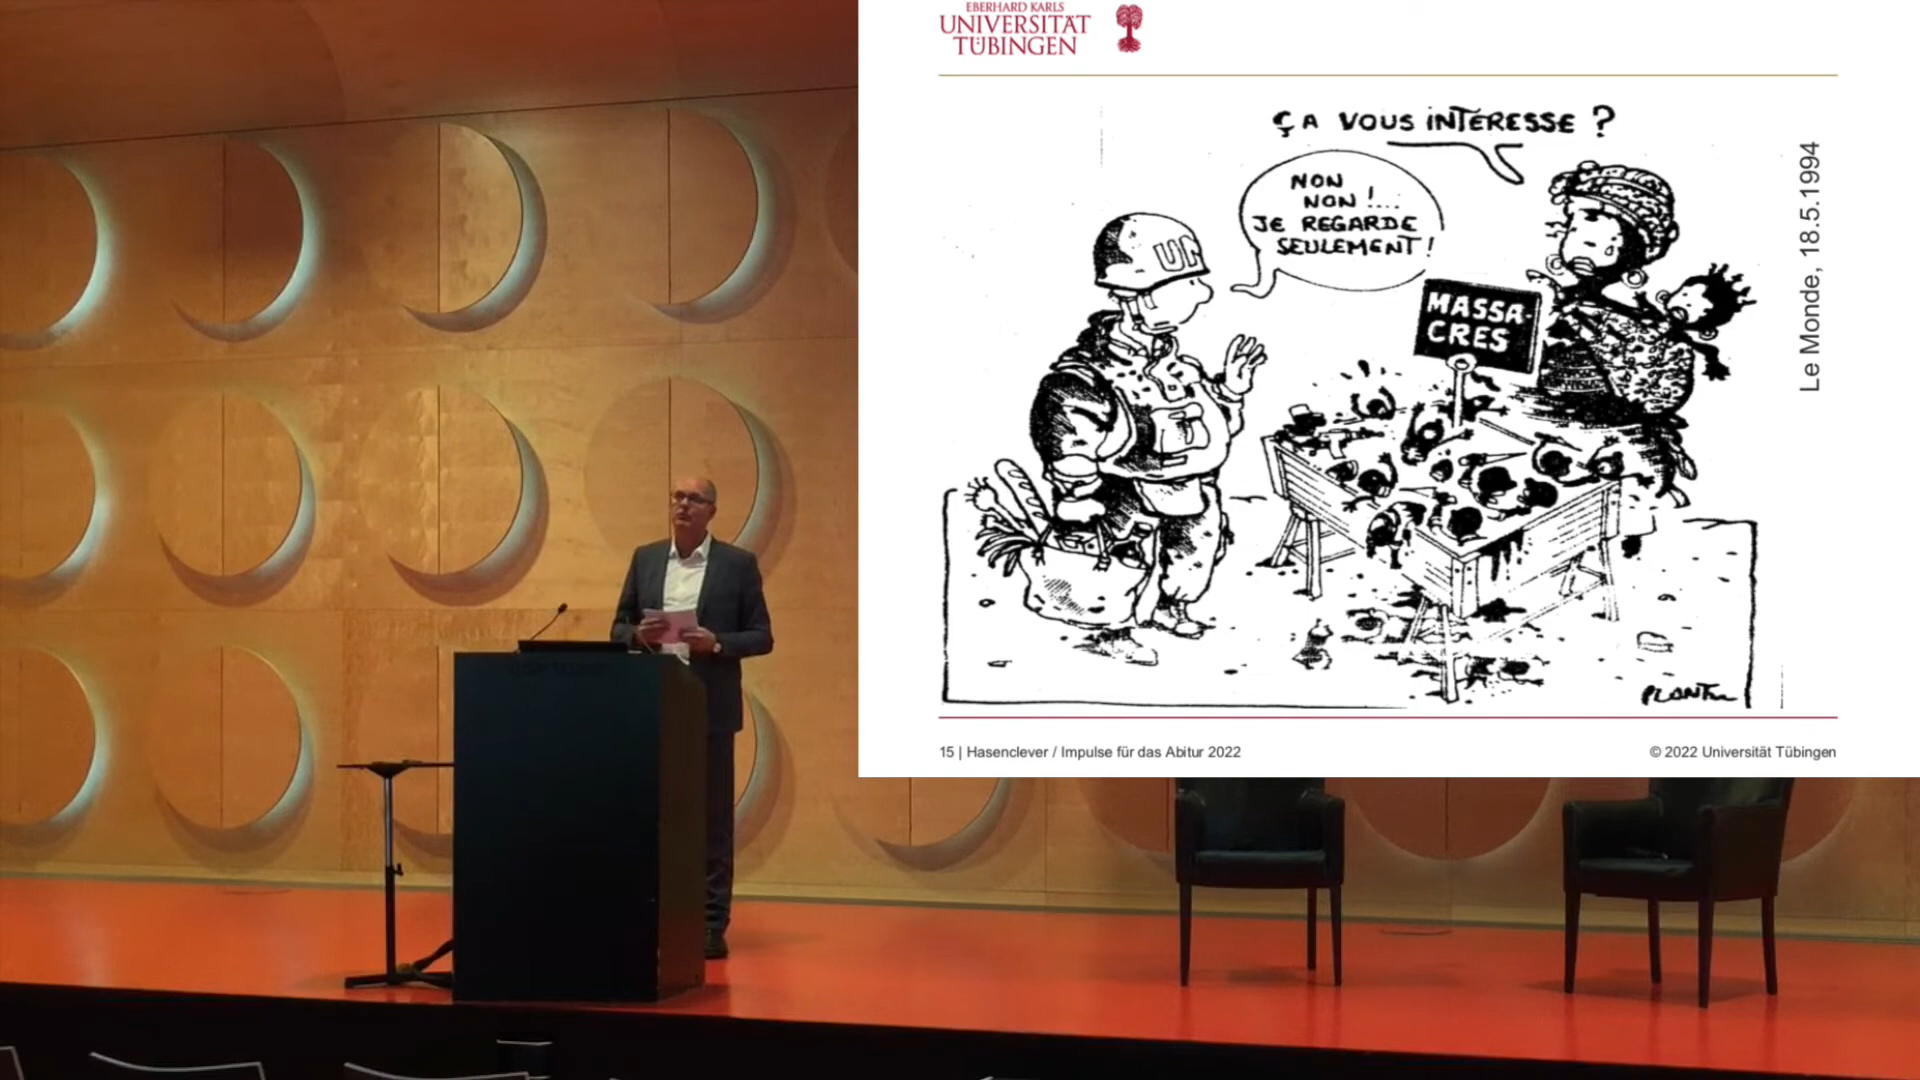 EBERHARD KARLS
UNIVERSITÄT
TÜBINGEN
ÇA VOUS INTÉRESSE ?
NON
NON !...
JE REGARDE
SEULEMENT !
UN
MASSA-
CRES
Le Monde, 18.5.1994
PLANTU
15 | Hasenclever / Impulse für das Abitur 2022
© 2022 Universität Tübingen